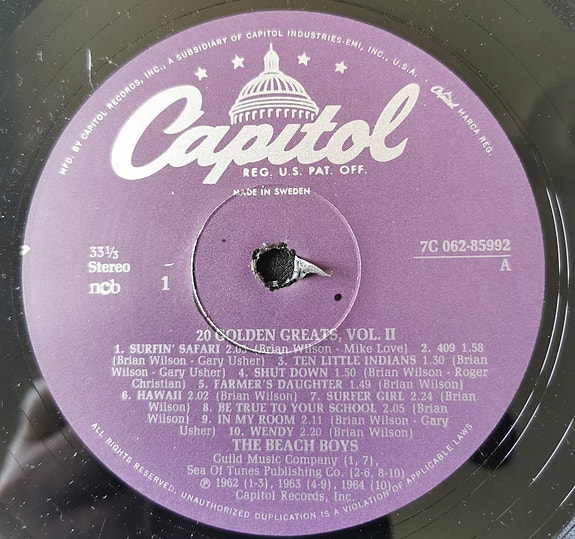 MFD. BY CAPITOL RECORDS, INC., A SUBSIDIARY OF CAPITOL INDUSTRIES-EMI, INC., U.S.A.
Capitol MARCA REG.
Capitol
REG. U.S. PAT. OFF.
MADE IN SWEDEN
33⅓
Stereo
ncb
1
7C 062-85992
A
20 GOLDEN GREATS, VOL. II
1. SURFIN' SAFARI 2.03 (Brian Wilson - Mike Love) 2. 409 1.58
(Brian Wilson - Gary Usher) 3. TEN LITTLE INDIANS 1.30 (Brian
Wilson - Gary Usher) 4. SHUT DOWN 1.50 (Brian Wilson - Roger
Christian) 5. FARMER'S DAUGHTER 1.49 (Brian Wilson)
6. HAWAII 2.02 (Brian Wilson) 7. SURFER GIRL 2.24 (Brian
Wilson) 8. BE TRUE TO YOUR SCHOOL 2.05 (Brian
Wilson) 9. IN MY ROOM 2.11 (Brian Wilson - Gary
Usher) 10. WENDY 2.20 (Brian Wilson)
THE BEACH BOYS
Guild Music Company (1, 7)
Sea Of Tunes Publishing Co. (2-6, 8-10)
℗ 1962 (1-3), 1963 (4-9), 1964 (10)
Capitol Records, Inc.
ALL RIGHTS RESERVED. UNAUTHORIZED DUPLICATION IS A VIOLATION OF APPLICABLE LAWS